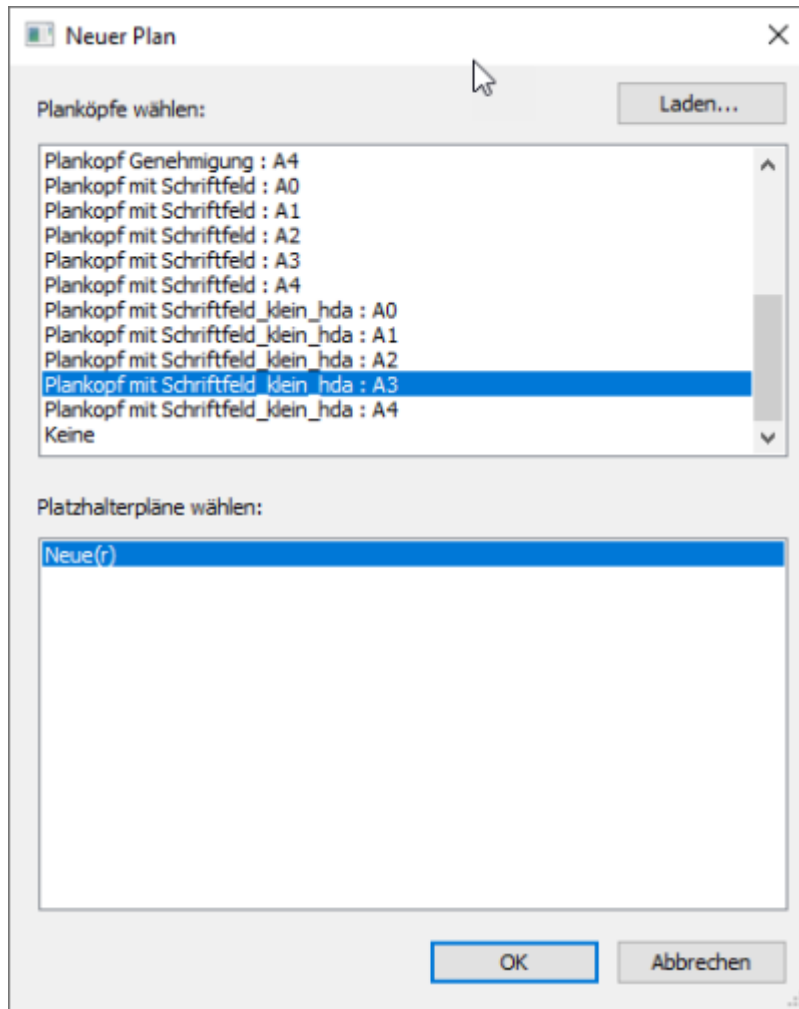 Neuer Plan
Planköpfe wählen:
Laden...
Plankopf Genehmigung : A4
Plankopf mit Schriftfeld : A0
Plankopf mit Schriftfeld : A1
Plankopf mit Schriftfeld : A2
Plankopf mit Schriftfeld : A3
Plankopf mit Schriftfeld : A4
Plankopf mit Schriftfeld_klein_hda : A0
Plankopf mit Schriftfeld_klein_hda : A1
Plankopf mit Schriftfeld_klein_hda : A2
Plankopf mit Schriftfeld_klein_hda : A3
Plankopf mit Schriftfeld_klein_hda : A4
Keine
Platzhalterpläne wählen:
Neue(r)
OK
Abbrechen